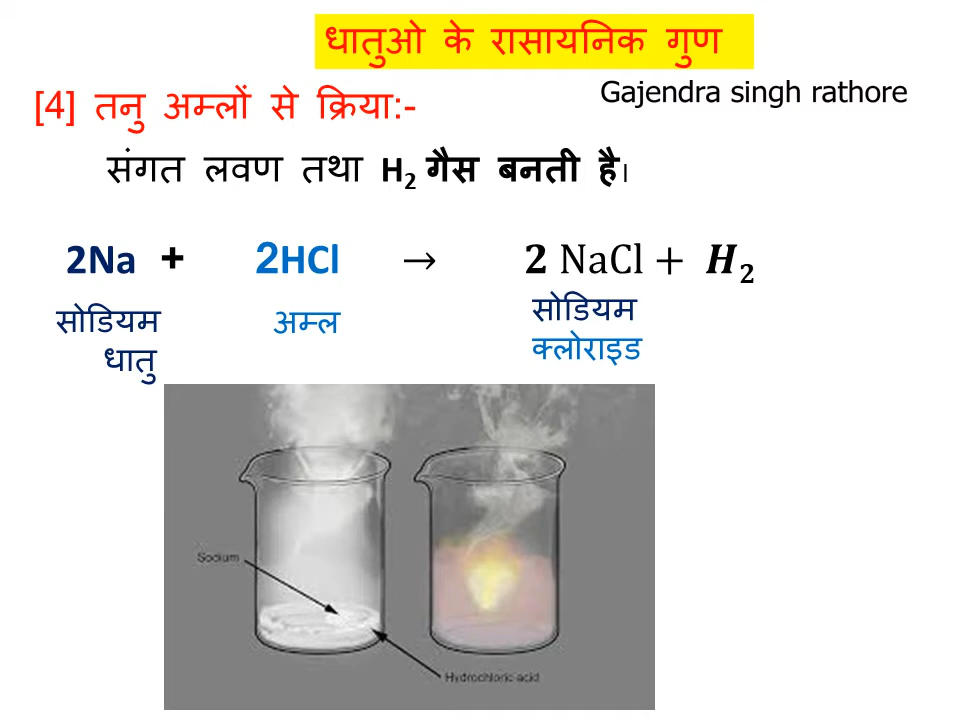 धातुओ के रासायनिक गुण
Gajendra singh rathore
[4] तनु अम्लों से क्रिया:-
संगत लवण तथा H₂ गैस बनती है।
2Na + 2HCl → 2 NaCl + H₂
सोडियम धातु
अम्ल
सोडियम क्लोराइड
Sodium
Hydrochloric acid